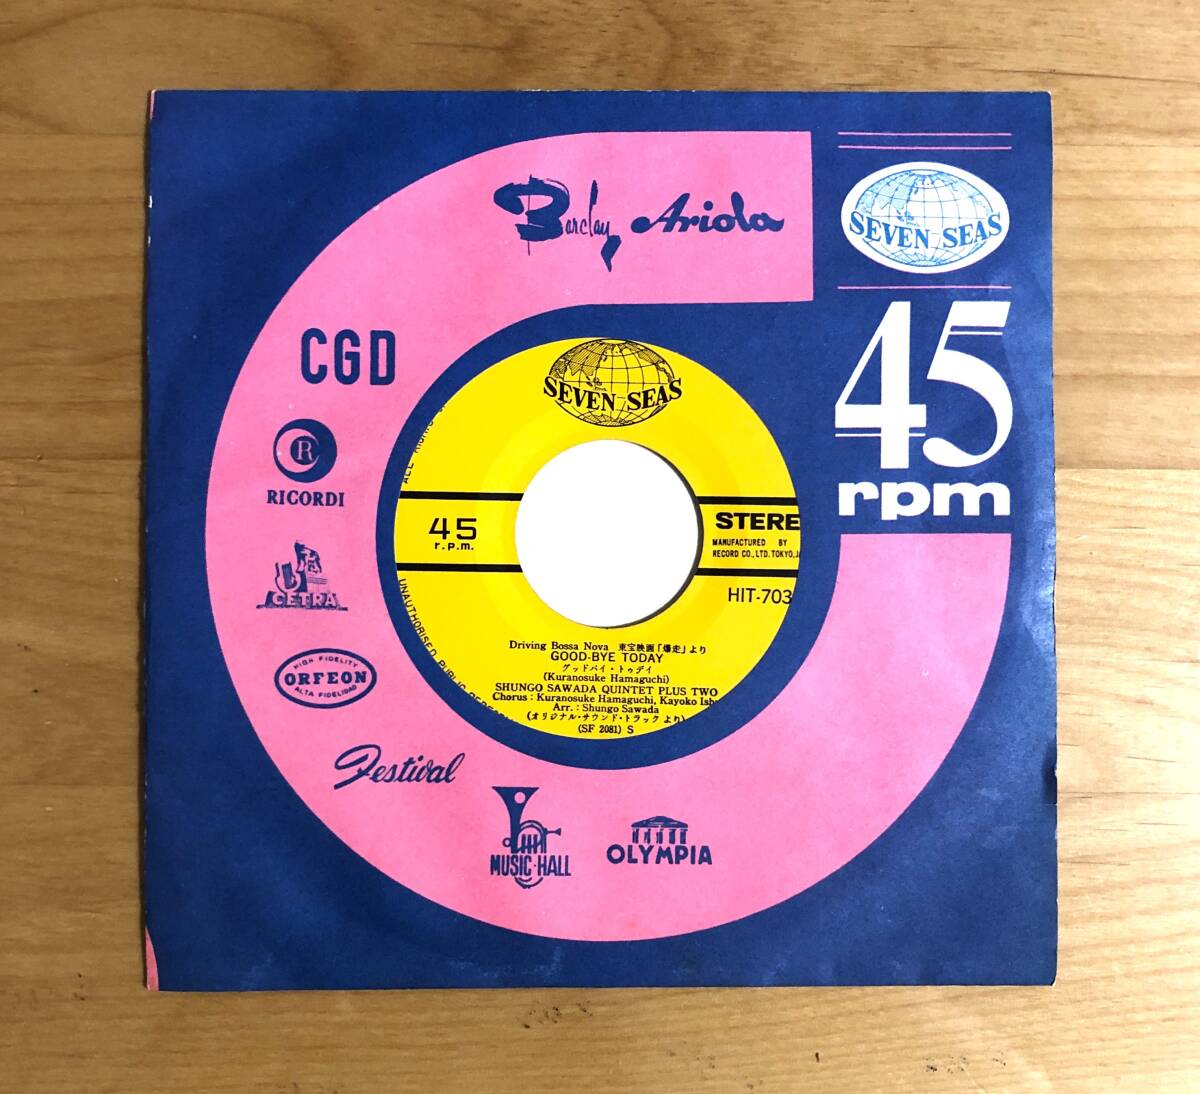 Barclay Ariola
SEVEN SEAS
45
rpm
CGD
R
RICORDI
CETRA
HIGH FIDELITY
ORFEON
ALTA FIDELIDAD
Festival
MUSIC-HALL
OLYMPIA
SEVEN SEAS
45
r.p.m.
STERE
MANUFACTURED BY
RECORD CO., LTD. TOKYO, J
HIT-703
ALL RIGHTS
UNAUTHORISED PUBLIC
Driving Bossa Nova 東宝映画「爆走」より
GOOD-BYE TODAY
グッドバイ・トゥデイ
(Kuranosuke Hamaguchi)
SHUNGO SAWADA QUINTET PLUS TWO
Chorus : Kuranosuke Hamaguchi, Kayoko Ish
Arr. : Shungo Sawada
(オリジナル・サウンド・トラックより)
(SF 2081) S